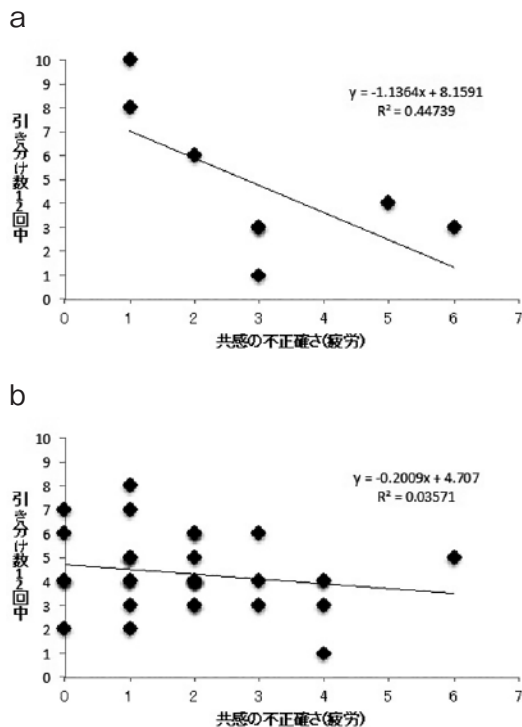 a
10
9
8
7
6
5
4
3
2
1
0
引き分け数12回中
y = -1.1364x + 8.1591
R² = 0.44739
0 1 2 3 4 5 6 7
共感の不正確さ(疲労)
b
10
9
8
7
6
5
4
3
2
1
0
引き分け数12回中
y = -0.2009x + 4.707
R² = 0.03571
0 1 2 3 4 5 6 7
共感の不正確さ(疲労)